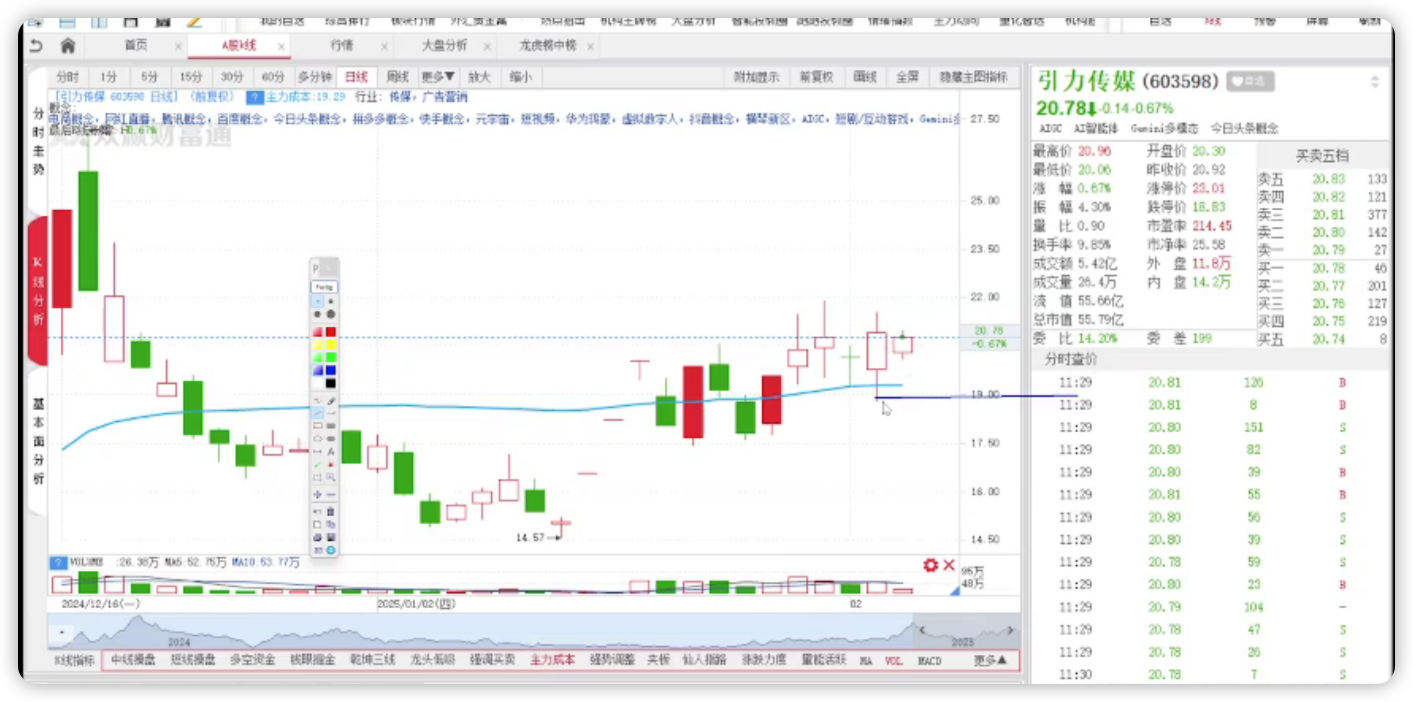 首页
A股k线
行情
大盘分析
龙虎榜中榜
分时 1分 5分 15分 30分 60分 多分钟 日线 周线 更多▼ 放大 缩小
附加显示 前复权 画线 全屏 隐藏主图指标
【引力传媒 603598 日线】（前复权） ? 主力成本:19.29 行业: 传媒，广告营销
概念:
电商概念，网红直播，腾讯概念，百度概念，今日头条概念，拼多多概念，快手概念，元宇宙，短视频，华为鸿蒙，虚拟数字人，抖音概念，横琴新区，AIGC，短剧/互动游戏，Gemini
众赢财富通
分时走势
K线分析
基本面分析
27.50
25.00
23.50
22.00
20.78
-0.67%
19.00
17.50
16.00
14.50
14.57
? VOLUME :26.38万 MA5:52.75万 MA10:53.77万
95万
48万
2024/12/16(一)
2025/01/02(四)
02
2024
2025
K线指标 中线操盘 短线操盘 多空资金 乾坤三线 龙头低吸 强调买卖 主力成本 强势调整 夹板 仙人指路 涨跌力度 量能活跃 MA VOL MACD 更多▲
引力传媒 (603598)
20.78 -0.14 -0.67%
AIGC AI智能体 Gemini多模态 今日头条概念
最高价 20.96 开盘价 20.30
最低价 20.06 昨收价 20.92
涨 幅 0.67% 涨停价 23.01
振 幅 4.30% 跌停价 18.83
量 比 0.90 市盈率 214.45
换手率 9.85% 市净率 25.58
成交额 5.42亿 外 盘 11.8万
成交量 26.4万 内 盘 14.2万
流 值 55.66亿
总市值 55.79亿
委 比 14.20% 委 差 199
买卖五档
卖五 20.83 133
卖四 20.82 121
卖三 20.81 377
卖二 20.80 142
卖一 20.79 27
买一 20.78 46
买二 20.77 201
买三 20.76 127
买四 20.75 219
买五 20.74 8
分时查价
11:29 20.81 126 B
11:29 20.81 8 B
11:29 20.80 151 S
11:29 20.80 82 S
11:29 20.80 39 B
11:29 20.81 55 B
11:29 20.80 56 S
11:29 20.80 39 S
11:29 20.78 59 S
11:29 20.80 23 B
11:29 20.79 104 —
11:29 20.78 47 S
11:29 20.78 26 S
11:30 20.78 7 S